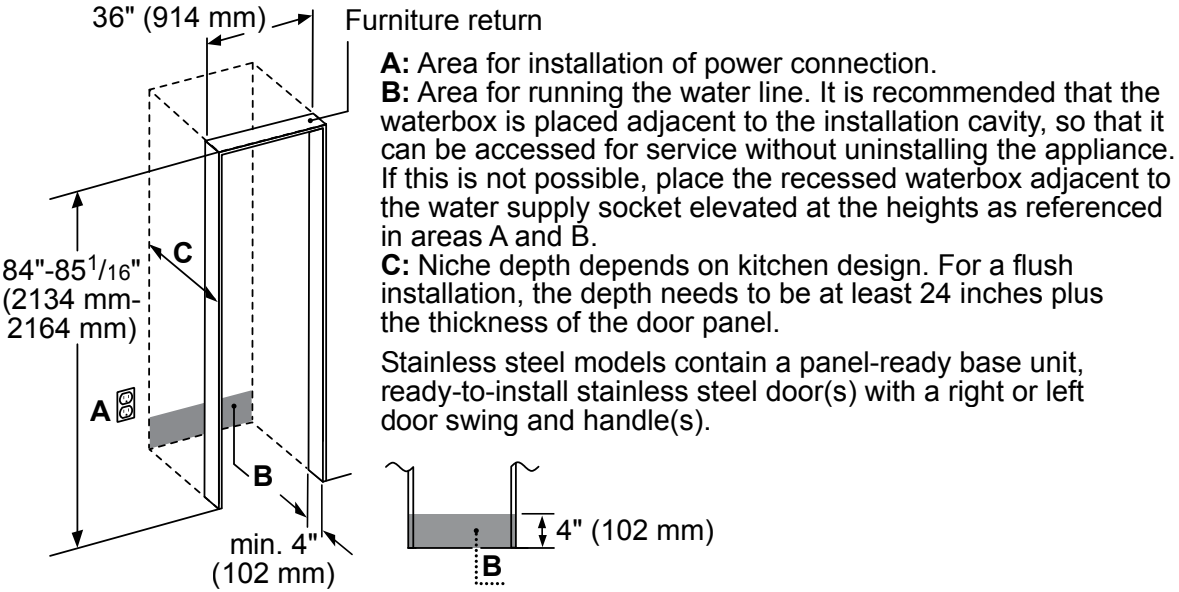 36" (914 mm)
Furniture return
A: Area for installation of power connection.
B: Area for running the water line. It is recommended that the
waterbox is placed adjacent to the installation cavity, so that it
can be accessed for service without uninstalling the appliance.
If this is not possible, place the recessed waterbox adjacent to
the water supply socket elevated at the heights as referenced
in areas A and B.
C: Niche depth depends on kitchen design. For a flush
installation, the depth needs to be at least 24 inches plus
the thickness of the door panel.
Stainless steel models contain a panel-ready base unit,
ready-to-install stainless steel door(s) with a right or left
door swing and handle(s).
C
84"-85 1/16"
(2134 mm-
2164 mm)
A
B
min. 4"
(102 mm)
4" (102 mm)
B